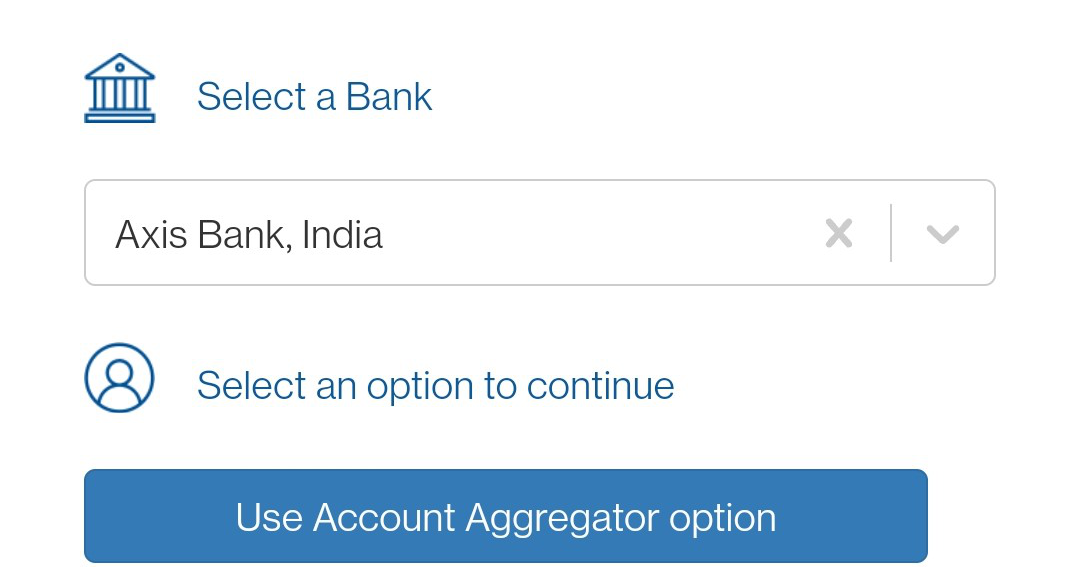 Select a Bank
Axis Bank, India
Select an option to continue
Use Account Aggregator option